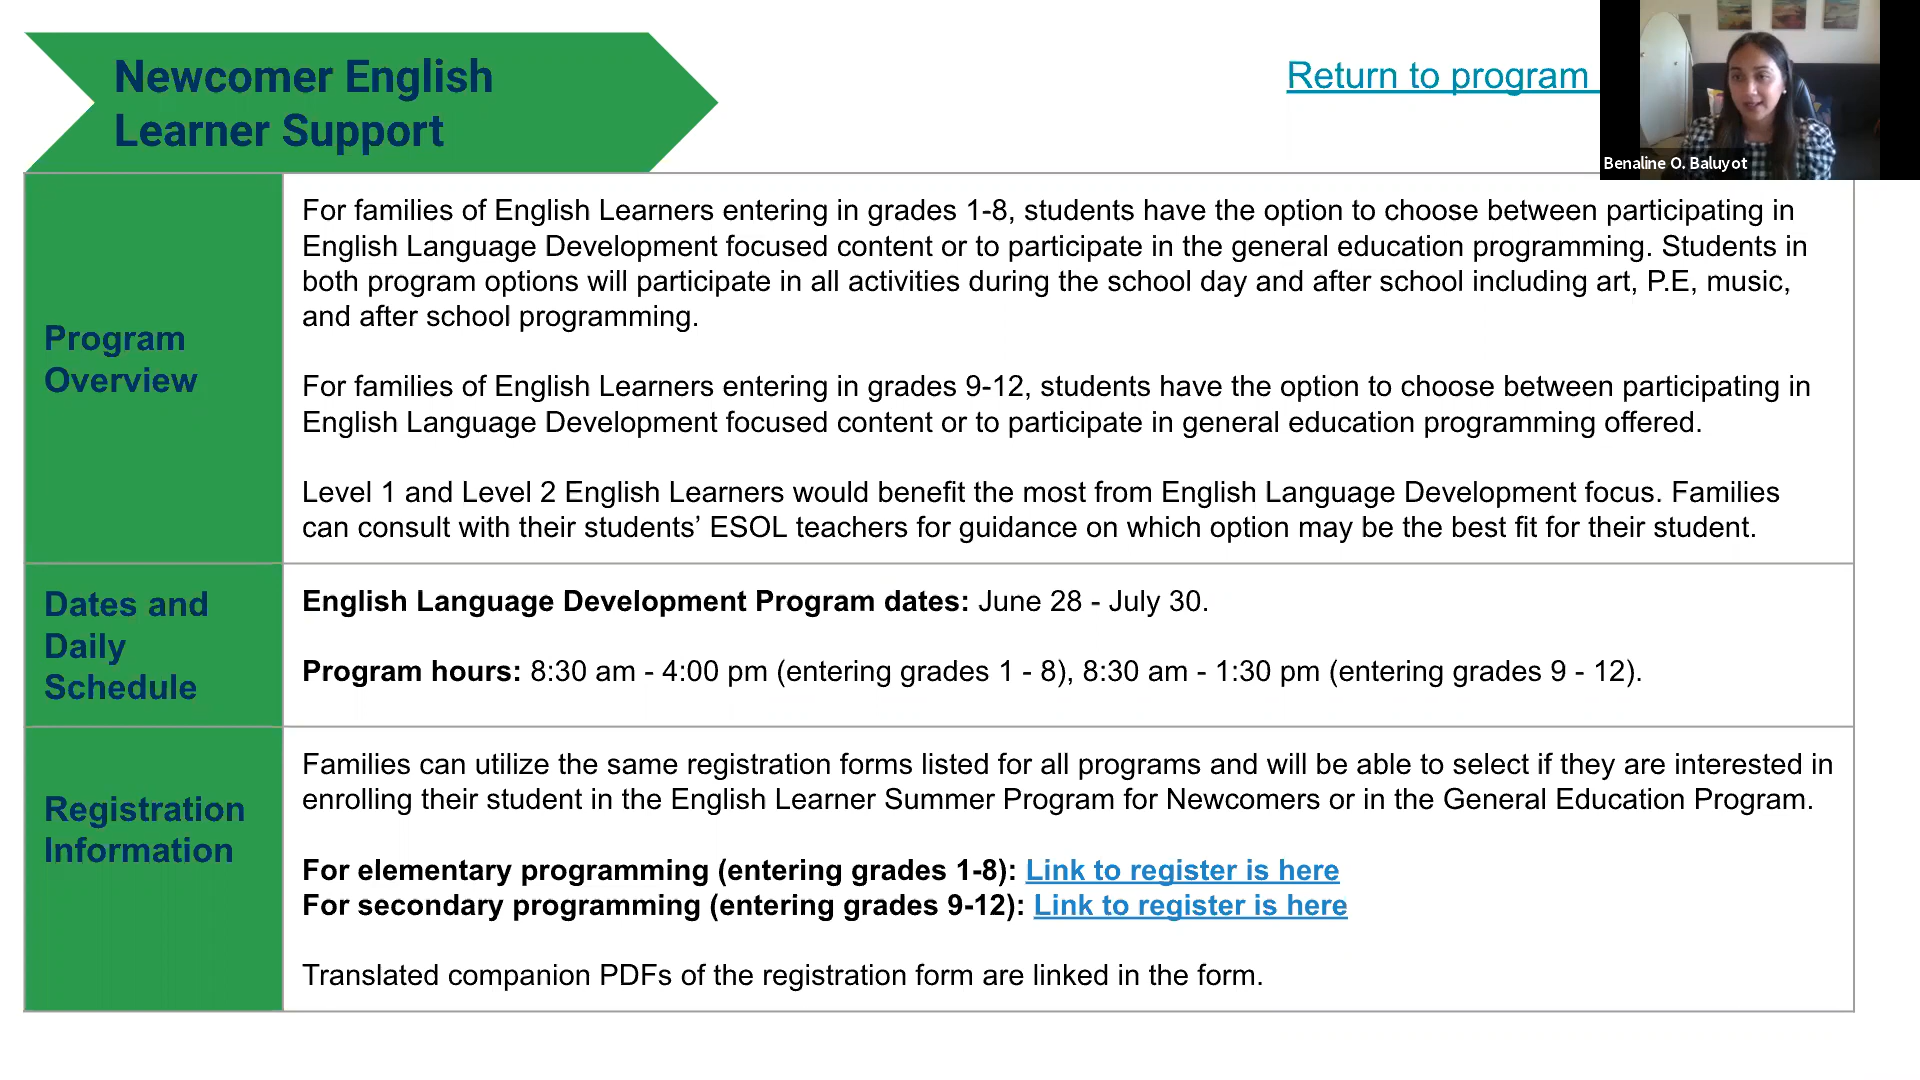 Newcomer English
Learner Support
Return to program
Benaline O. Baluyot
Program
Overview
For families of English Learners entering in grades 1-8, students have the option to choose between participating in
English Language Development focused content or to participate in the general education programming. Students in
both program options will participate in all activities during the school day and after school including art, P.E, music,
and after school programming.
For families of English Learners entering in grades 9-12, students have the option to choose between participating in
English Language Development focused content or to participate in general education programming offered.
Level 1 and Level 2 English Learners would benefit the most from English Language Development focus. Families
can consult with their students’ ESOL teachers for guidance on which option may be the best fit for their student.
Dates and
Daily
Schedule
English Language Development Program dates: June 28 - July 30.
Program hours: 8:30 am - 4:00 pm (entering grades 1 - 8), 8:30 am - 1:30 pm (entering grades 9 - 12).
Registration
Information
Families can utilize the same registration forms listed for all programs and will be able to select if they are interested in
enrolling their student in the English Learner Summer Program for Newcomers or in the General Education Program.
For elementary programming (entering grades 1-8): Link to register is here
For secondary programming (entering grades 9-12): Link to register is here
Translated companion PDFs of the registration form are linked in the form.